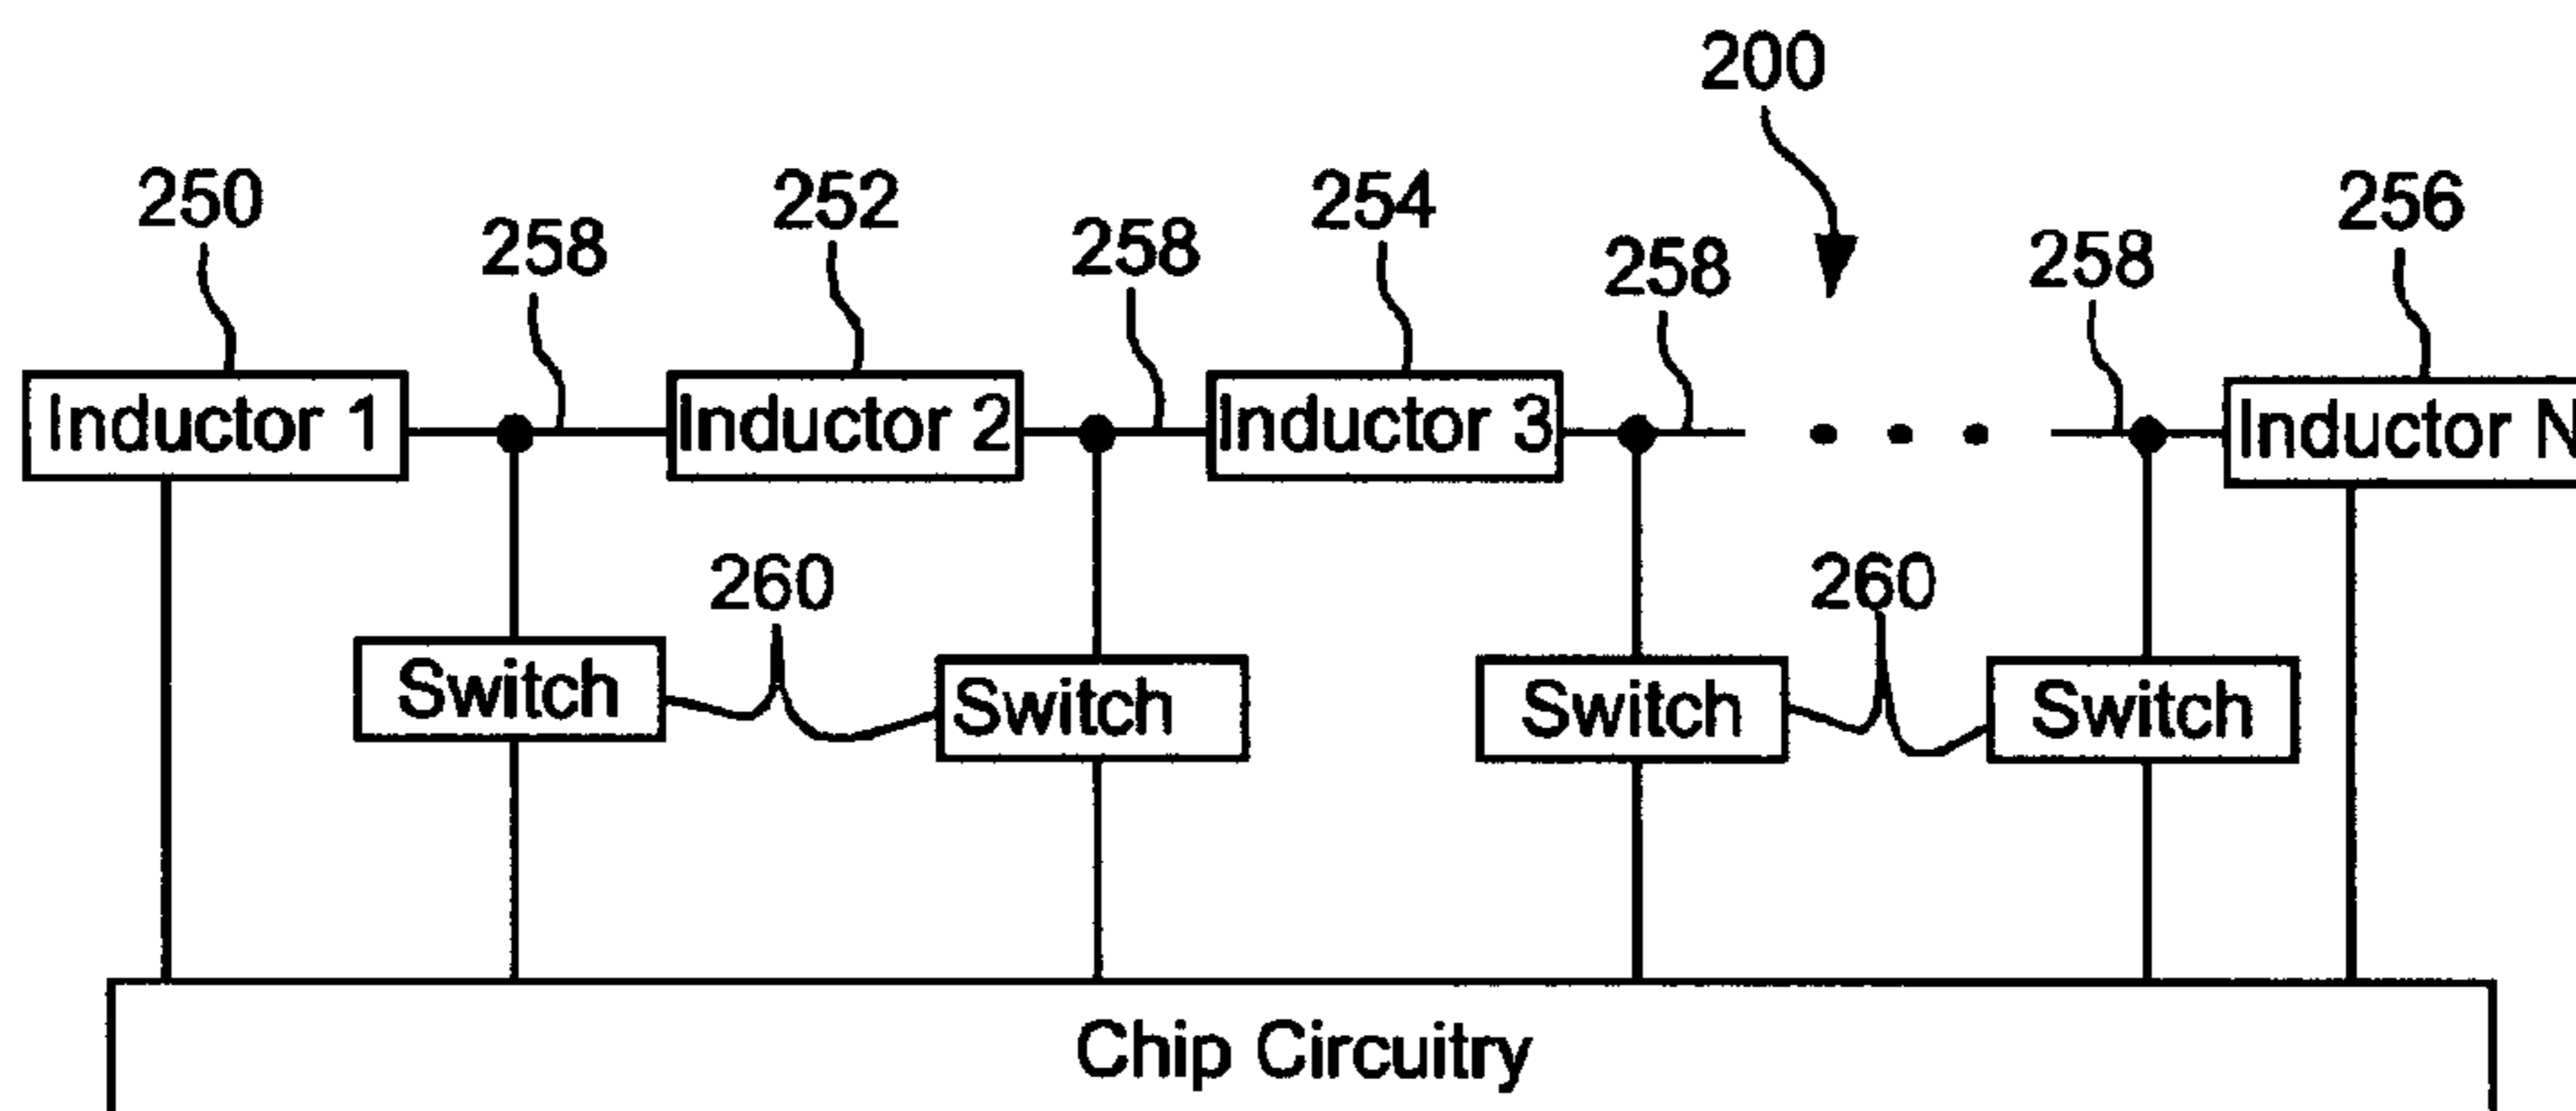 200
250 252 254 256
258 258 258 258
Inductor 1 Inductor 2 Inductor 3 Inductor N
260 260
Switch Switch Switch Switch
Chip Circuitry